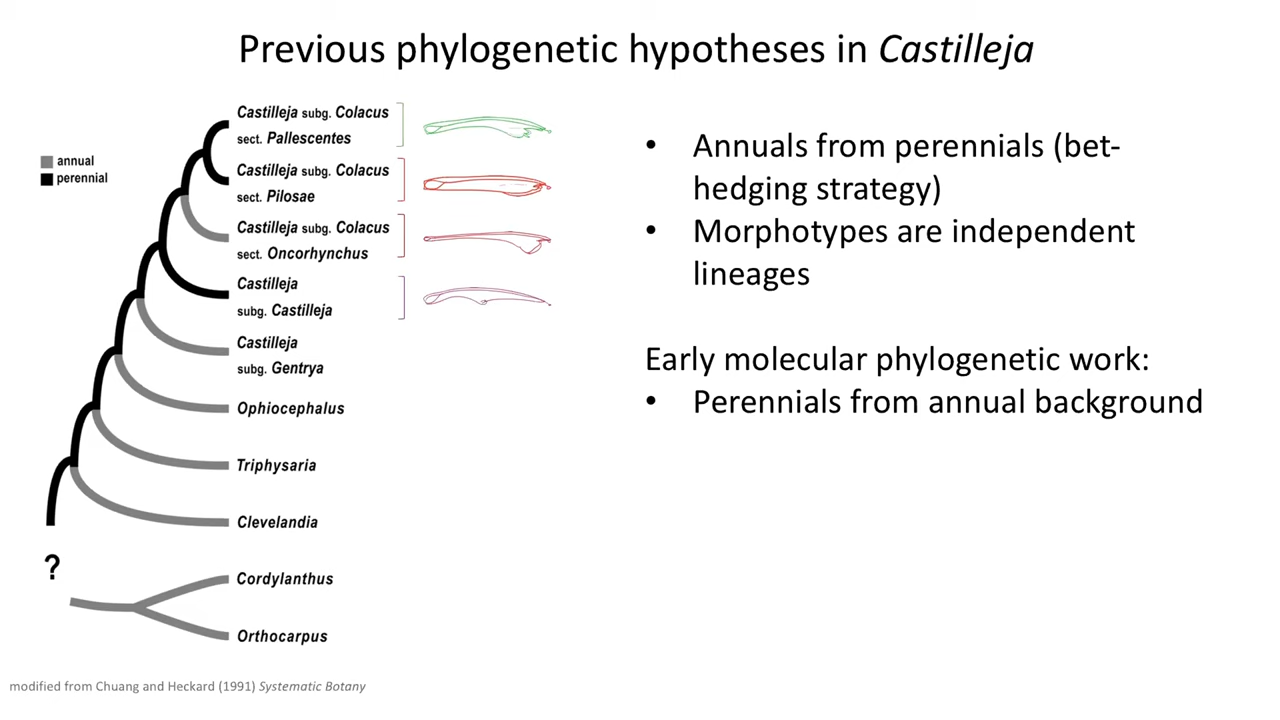 Previous phylogenetic hypotheses in Castilleja
annual
perennial
Castilleja subg. Colacus
sect. Pallescentes
Castilleja subg. Colacus
sect. Pilosae
Castilleja subg. Colacus
sect. Oncorhynchus
Castilleja
subg. Castilleja
Castilleja
subg. Gentrya
Ophiocephalus
Triphysaria
Clevelandia
?
Cordylanthus
Orthocarpus
• Annuals from perennials (bet-
hedging strategy)
• Morphotypes are independent
lineages
Early molecular phylogenetic work:
• Perennials from annual background
modified from Chuang and Heckard (1991) Systematic Botany